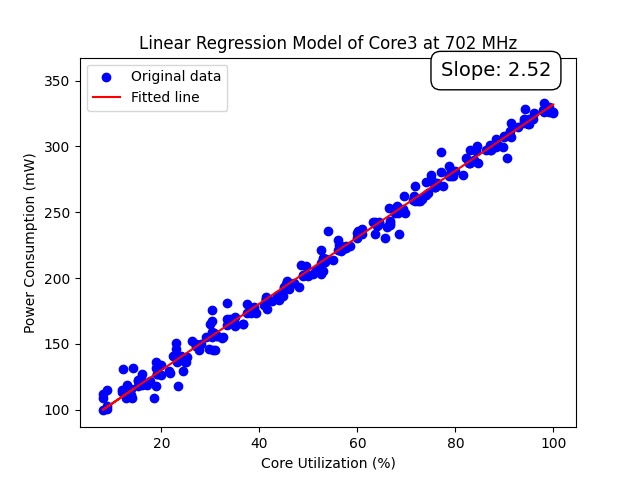 Linear Regression Model of Core3 at 702 MHz
Slope: 2.52
Original data
Fitted line
Power Consumption (mW)
350
300
250
200
150
100
20 40 60 80 100
Core Utilization (%)